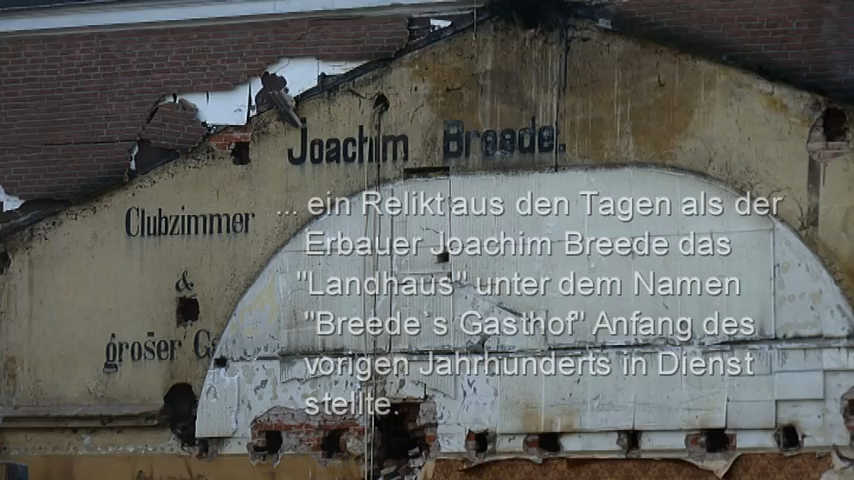 Joachim Breede.
Clubzimmer
&
großer
... ein Relikt aus den Tagen als der
Erbauer Joachim Breede das
"Landhaus" unter dem Namen
"Breede s Gasthof" Anfang des
vorigen Jahrhunderts in Dienst
stellte.